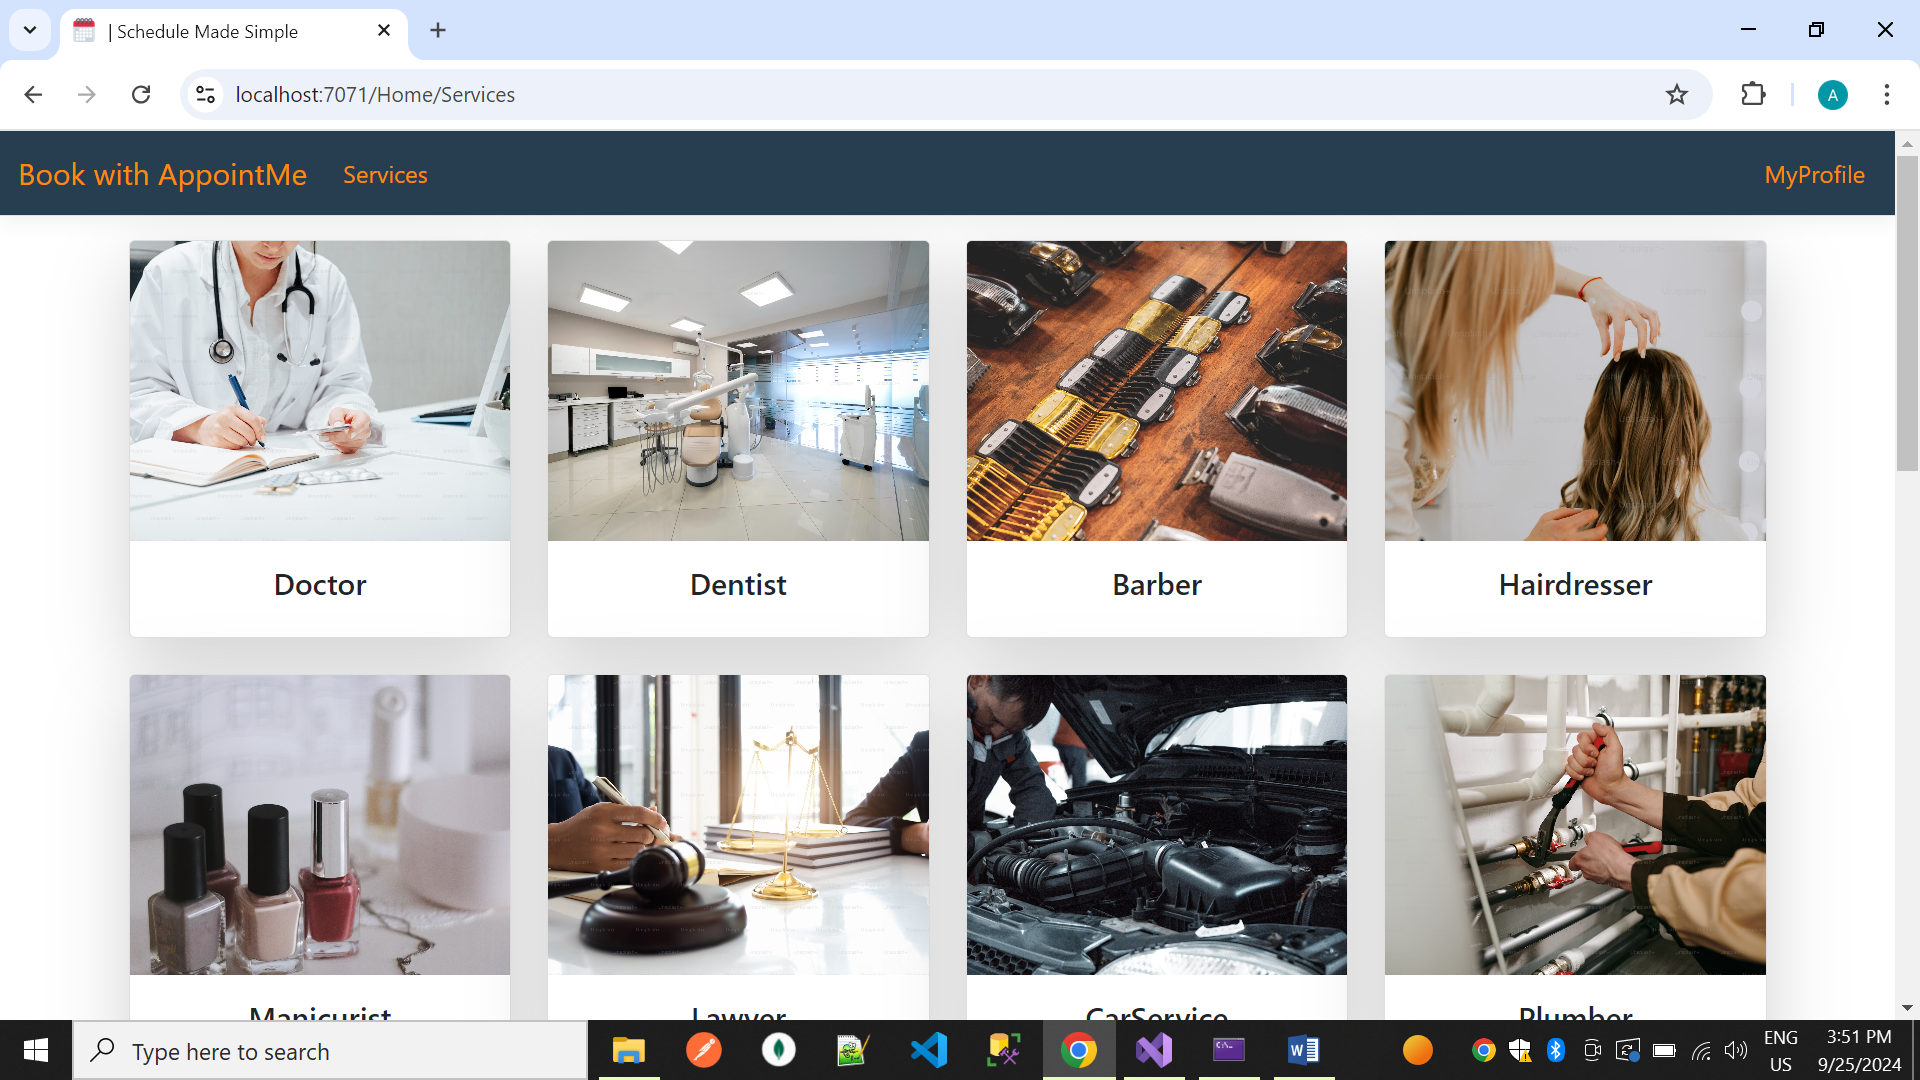 | Schedule Made Simple
localhost:7071/Home/Services
A
Book with AppointMe
Services
MyProfile
Doctor
Dentist
Barber
Hairdresser
Manicurist
Lawyer
CarService
Plumber
Type here to search
ENG
US
3:51 PM
9/25/2024